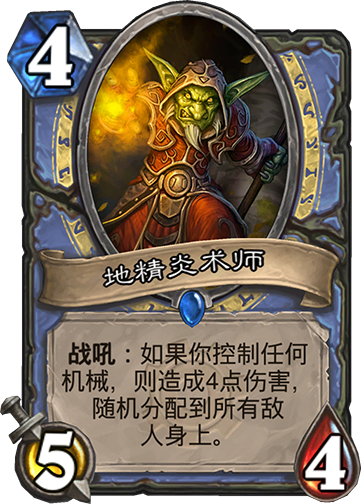 4
地精炎术师
战吼：如果你控制任何
机械，则造成4点伤害，
随机分配到所有敌
人身上。
5
4